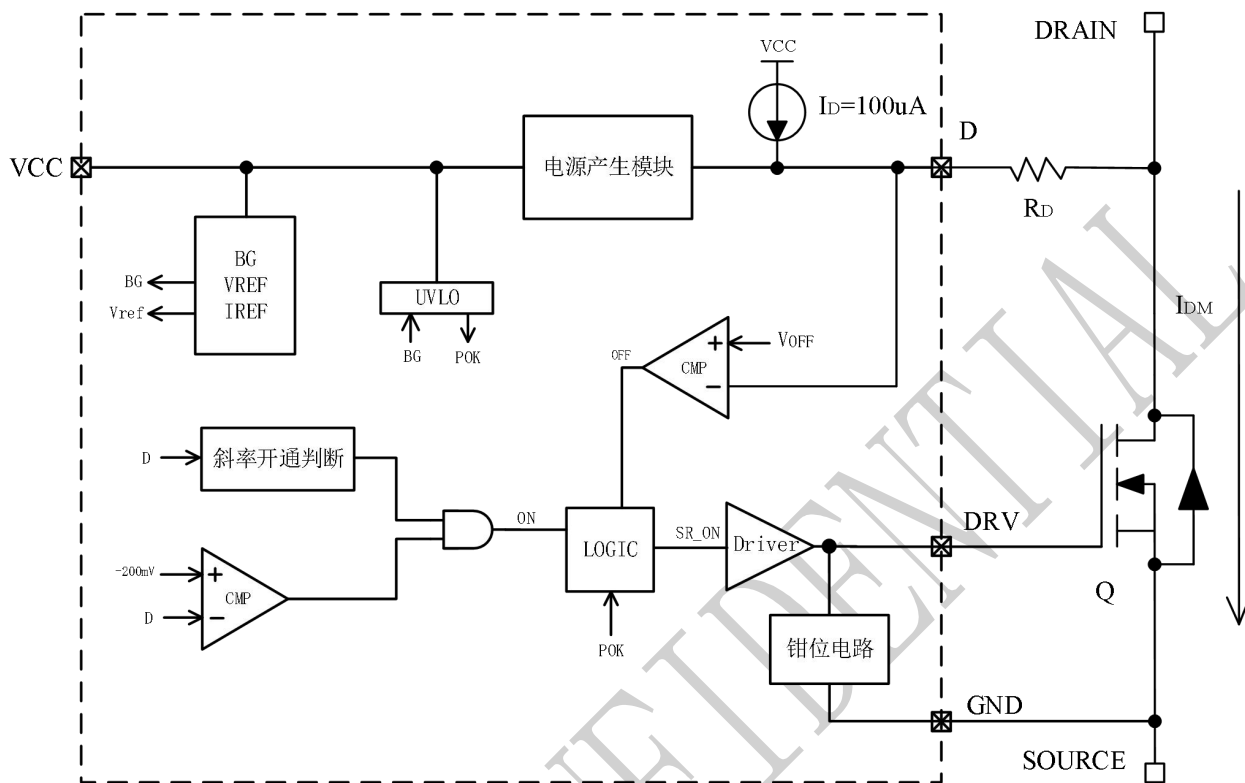 DRAIN
VCC
ID=100uA
D
VCC
电源产生模块
RD
BG
VREF
IREF
BG
Vref
UVLO
BG
POK
IDM
+
VOFF
OFF
CMP
−
D
斜率开通判断
ON
LOGIC
SR_ON
Driver
DRV
-200mV
+
CMP
D
−
POK
钳位电路
Q
GND
SOURCE
FIDENTIAL